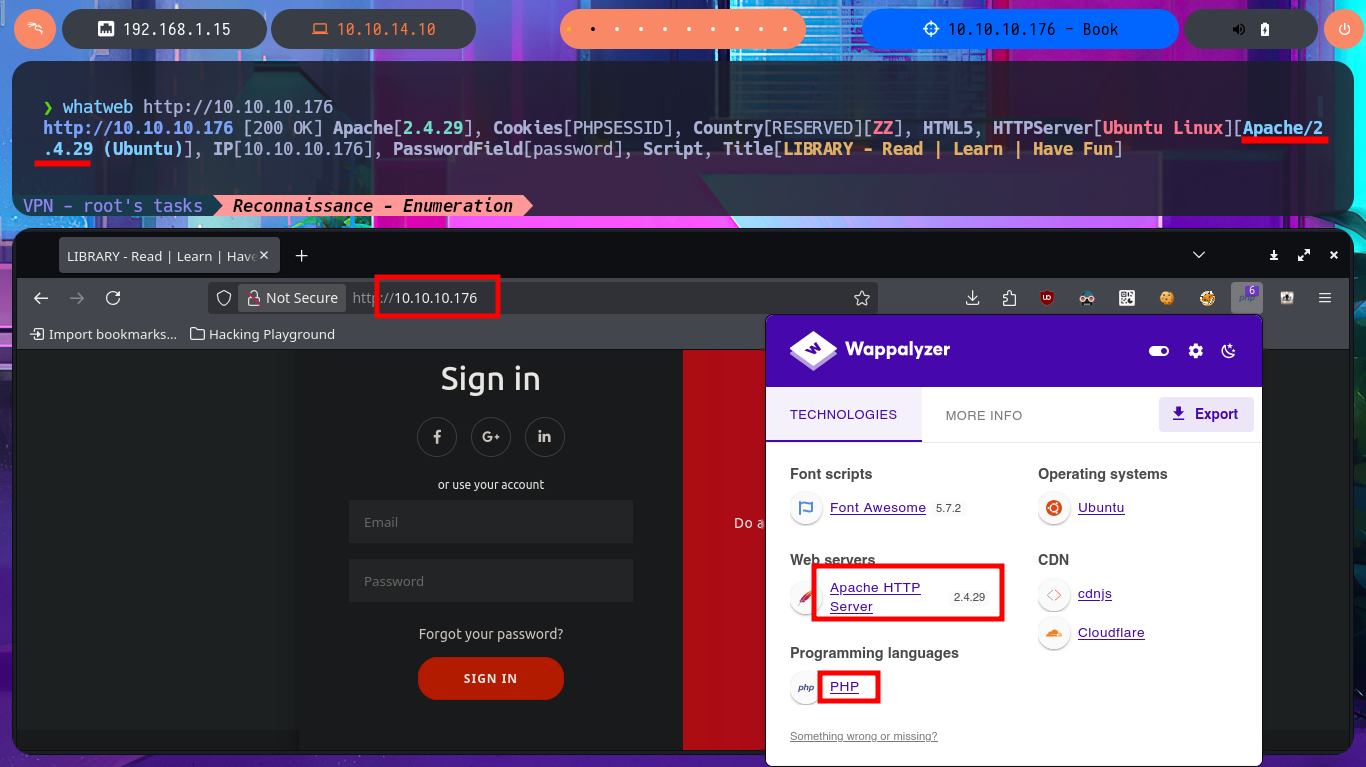 192.168.1.15
10.10.14.10
10.10.10.176 - Book
❯ whatweb http://10.10.10.176
http://10.10.10.176 [200 OK] Apache[2.4.29], Cookies[PHPSESSID], Country[RESERVED][ZZ], HTML5, HTTPServer[Ubuntu Linux][Apache/2
.4.29 (Ubuntu)], IP[10.10.10.176], PasswordField[password], Script, Title[LIBRARY - Read | Learn | Have Fun]
VPN - root's tasks Reconnaissance - Enumeration
LIBRARY - Read | Learn | Have
Not Secure http://10.10.10.176
UD
php
6
Import bookmarks...
Hacking Playground
Sign in
f
G+
in
or use your account
Email
Password
Forgot your password?
SIGN IN
Do a
Wappalyzer
TECHNOLOGIES
MORE INFO
Export
Font scripts
Font Awesome 5.7.2
Web servers
Apache HTTP
Server
2.4.29
Programming languages
php PHP
Operating systems
Ubuntu
CDN
cdnjs
Cloudflare
Something wrong or missing?